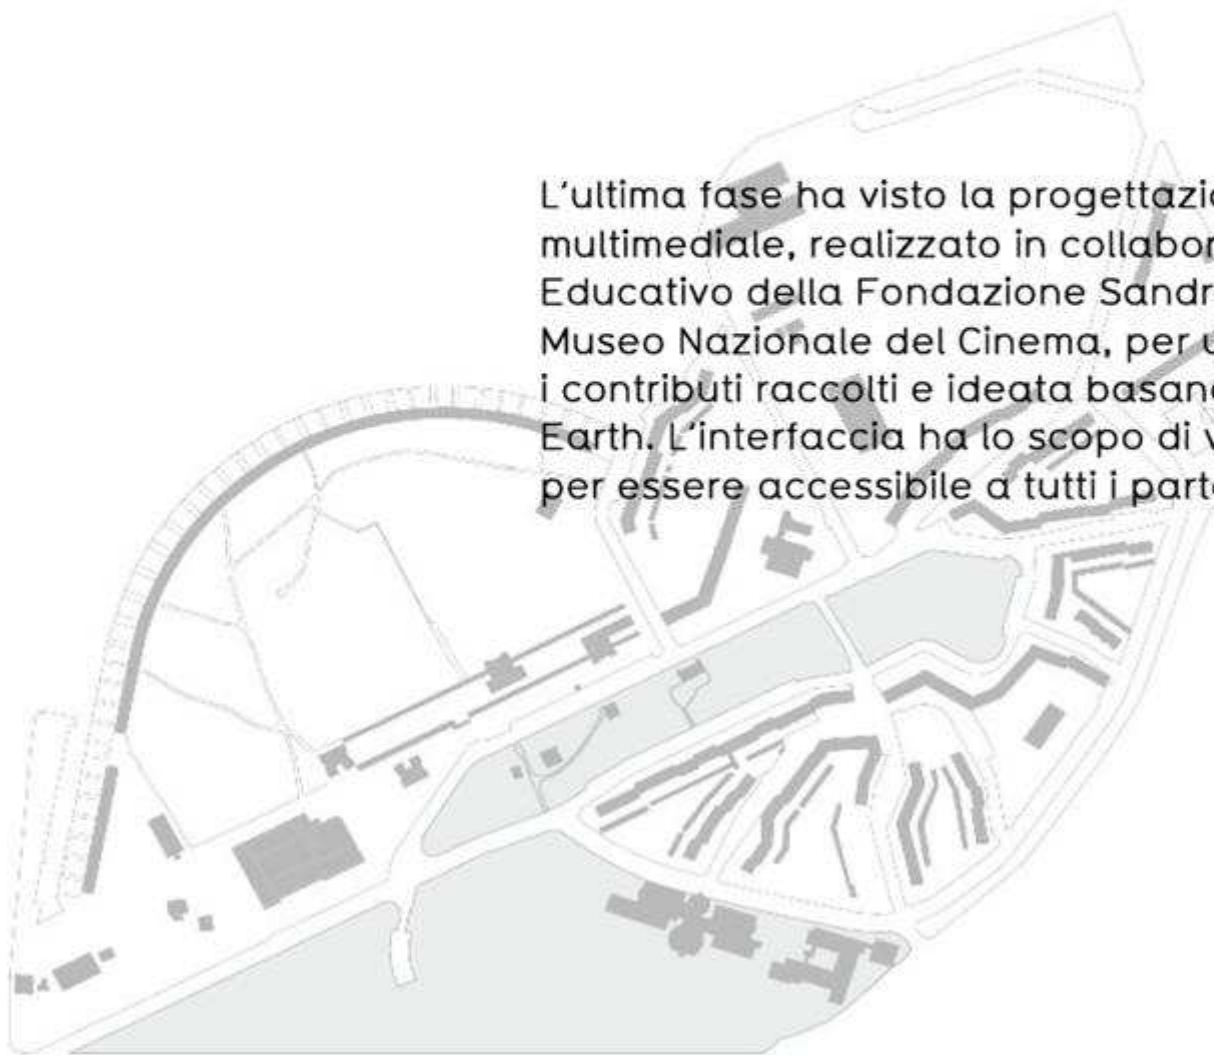 L'ultima fase ha visto la progettazio
multimediale, realizzato in collabor
Educativo della Fondazione Sandr
Museo Nazionale del Cinema, per u
i contributi raccolti e ideata basan
Earth. L'interfaccia ha lo scopo di v
per essere accessibile a tutti i part